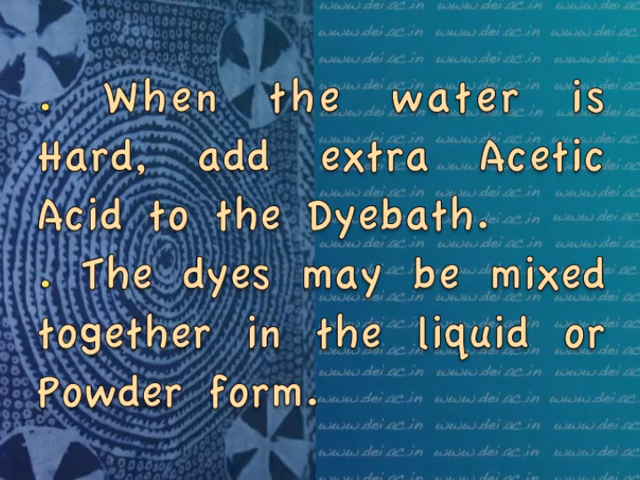 . When the water is
Hard, add extra Acetic
Acid to the Dyebath.
. The dyes may be mixed
together in the liquid or
Powder form.
www.dei.ac.in